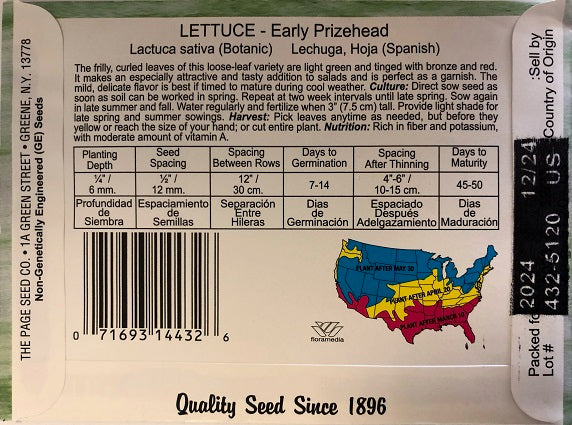 LETTUCE - Early Prizehead
Lactuca sativa (Botanic) Lechuga, Hoja (Spanish)
The frilly, curled leaves of this loose-leaf variety are light green and tinged with bronze and red.
It makes an especially attractive and tasty addition to salads and is perfect as a garnish. The
mild, delicate flavor is best if timed to mature during cool weather. Culture: Direct sow seed as
soon as soil can be worked in spring. Repeat at two week intervals until late spring. Sow again
in late summer and fall. Water regularly and fertilize when 3" (7.5 cm) tall. Provide light shade for
late spring and summer sowings. Harvest: Pick leaves anytime as needed, but before they
yellow or reach the size of your hand; or cut entire plant. Nutrition: Rich in fiber and potassium,
with moderate amount of vitamin A.
Planting Depth Seed Spacing Spacing Between Rows Days to Germination Spacing After Thinning Days to Maturity
¼"/ 6 mm. ½"/ 12 mm. 12"/ 30 cm. 7-14 4"-6"/ 10-15 cm. 45-50
Profundidad de Siembra Espaciamiento de Semillas Separación Entre Hileras Dias de Germinación Espaciado Después Adelgazamiento Dias de Maduración
0 71693 14432 6
floramedia
PLANT AFTER MAY 30
PLANT AFTER APRIL 20
PLANT AFTER MARCH 10
Quality Seed Since 1896
THE PAGE SEED CO. • 1A GREEN STREET • GREENE, N.Y. 13778
Non-Genetically Engineered (GE) Seeds
:Sell by
Country of Origin
2024 12/24
432-5120 US
Packed fo
Lot #